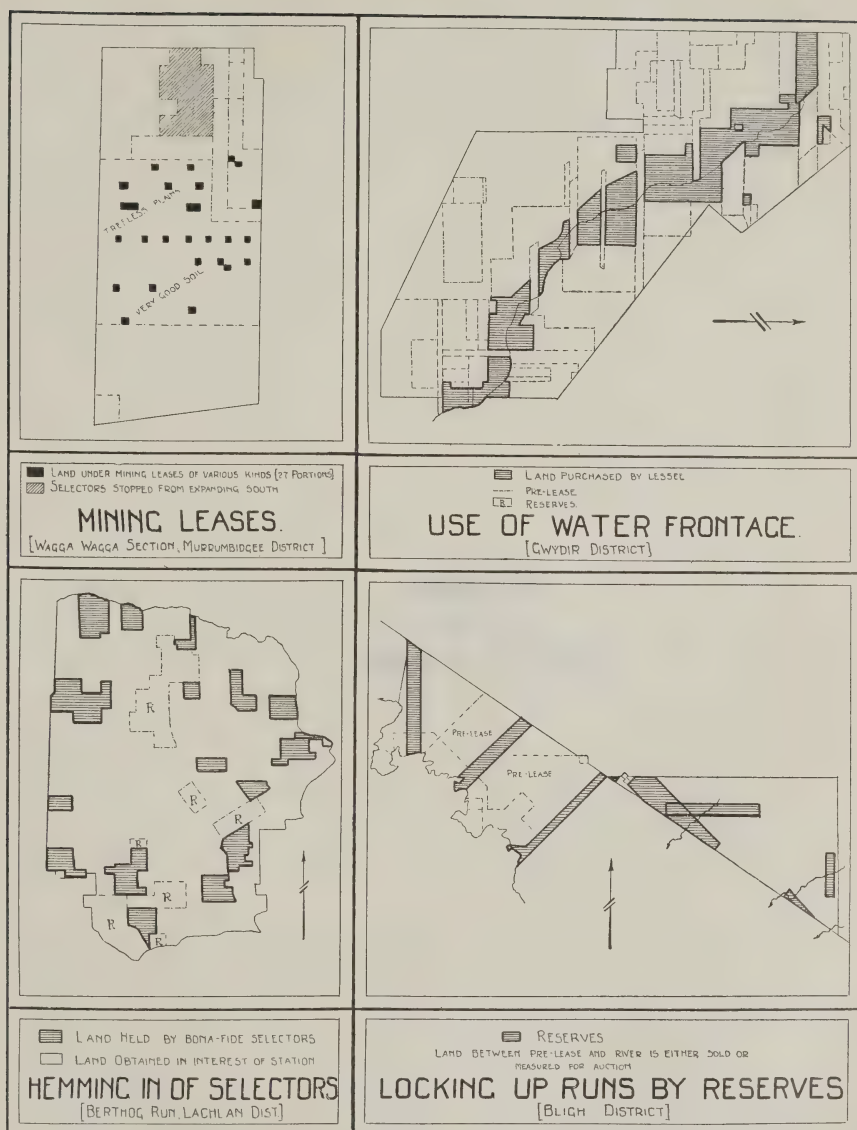 TREELESS PLAINS
VERY GOOD SOIL
LAND UNDER MINING LEASES OF VARIOUS KINDS [27 PORTIONS]
SELECTORS STOPPED FROM EXPANDING SOUTH
MINING LEASES.
[WAGGA WAGGA SECTION, MURRUMBIDGEE DISTRICT]
LAND PURCHASED BY LESSEE
PRE-LEASE.
R RESERVES.
USE OF WATER FRONTAGE.
[GWYDIR DISTRICT]
R
R
R
R
R
R
R
LAND HELD BY BONA-FIDE SELECTORS
LAND OBTAINED IN INTEREST OF STATION
HEMMING IN OF SELECTORS
[BERTHOG RUN, LACHLAN DIST]
PRE-LEASE
PRE-LEASE
RESERVES
LAND BETWEEN PRE-LEASE AND RIVER IS EITHER SOLD OR
MEASURED FOR AUCTION
LOCKING UP RUNS BY RESERVES
[BLIGH DISTRICT]